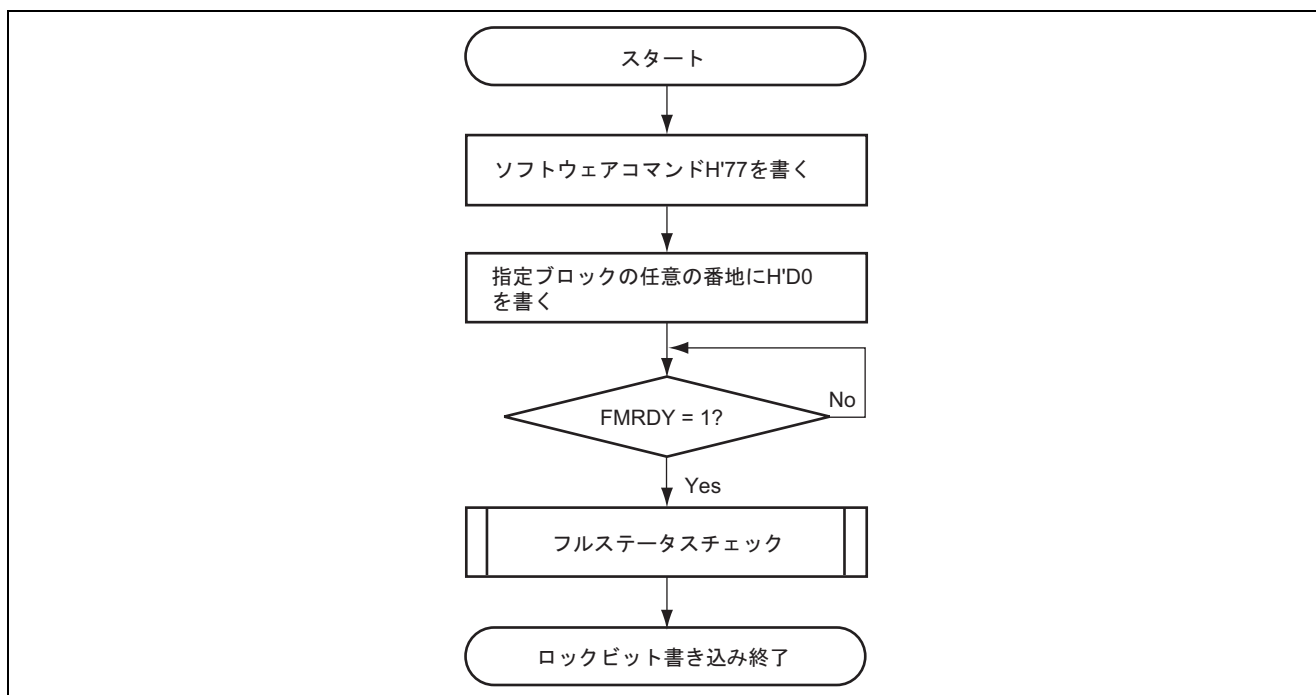 スタート
ソフトウェアコマンドH'77を書く
指定ブロックの任意の番地にH'D0
を書く
No
FMRDY = 1?
Yes
フルステータスチェック
ロックビット書き込み終了